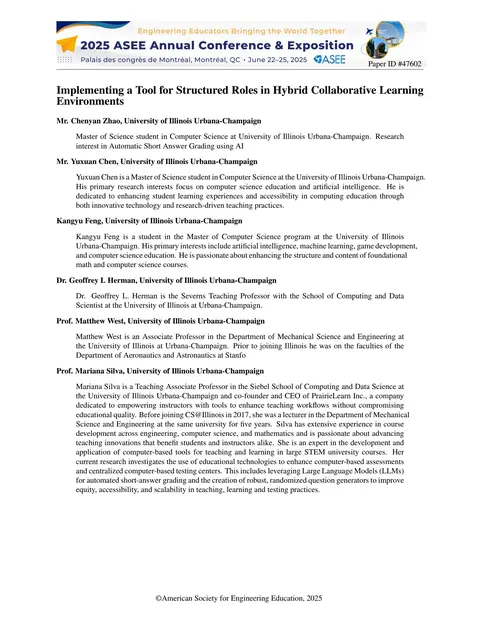 Engineering Educators Bringing the World Together
2025 ASEE Annual Conference & Exposition
Palais des congrès de Montréal, Montréal, QC • June 22–25, 2025 ASEE
Paper ID #47602
Implementing a Tool for Structured Roles in Hybrid Collaborative Learning
Environments
Mr. Chenyan Zhao, University of Illinois Urbana-Champaign
Master of Science student in Computer Science at University of Illinois Urbana-Champaign. Research
interest in Automatic Short Answer Grading using AI
Mr. Yuxuan Chen, University of Illinois Urbana-Champaign
Yuxuan Chen is a Master of Science student in Computer Science at the University of Illinois Urbana-Champaign.
His primary research interests focus on computer science education and artificial intelligence. He is
dedicated to enhancing student learning experiences and accessibility in computing education through
both innovative technology and research-driven teaching practices.
Kangyu Feng, University of Illinois Urbana-Champaign
Kangyu Feng is a student in the Master of Computer Science program at the University of Illinois
Urbana-Champaign. His primary interests include artificial intelligence, machine learning, game development,
and computer science education. He is passionate about enhancing the structure and content of foundational
math and computer science courses.
Dr. Geoffrey L Herman, University of Illinois Urbana-Champaign
Dr. Geoffrey L. Herman is the Severns Teaching Professor with the School of Computing and Data
Scientist at the University of Illinois at Urbana-Champaign.
Prof. Matthew West, University of Illinois Urbana-Champaign
Matthew West is an Associate Professor in the Department of Mechanical Science and Engineering at
the University of Illinois at Urbana-Champaign. Prior to joining Illinois he was on the faculties of the
Department of Aeronautics and Astronautics at Stanfo
Prof. Mariana Silva, University of Illinois Urbana-Champaign
Mariana Silva is a Teaching Associate Professor in the Siebel School of Computing and Data Science at
the University of Illinois Urbana-Champaign and co-founder and CEO of PrairieLearn Inc., a company
dedicated to empowering instructors with tools to enhance teaching workflows without compromising
educational quality. Before joining CS@Illinois in 2017, she was a lecturer in the Department of Mechanical
Science and Engineering at the same university for five years. Silva has extensive experience in course
development across engineering, computer science, and mathematics and is passionate about advancing
teaching innovations that benefit students and instructors alike. She is an expert in the development and
application of computer-based tools for teaching and learning in large STEM university courses. Her
current research investigates the use of educational technologies to enhance computer-based assessments
and centralized computer-based testing centers. This includes leveraging Large Language Models (LLMs)
for automated short-answer grading and the creation of robust, randomized question generators to improve
equity, accessibility, and scalability in teaching, learning and testing practices.
©American Society for Engineering Education, 2025